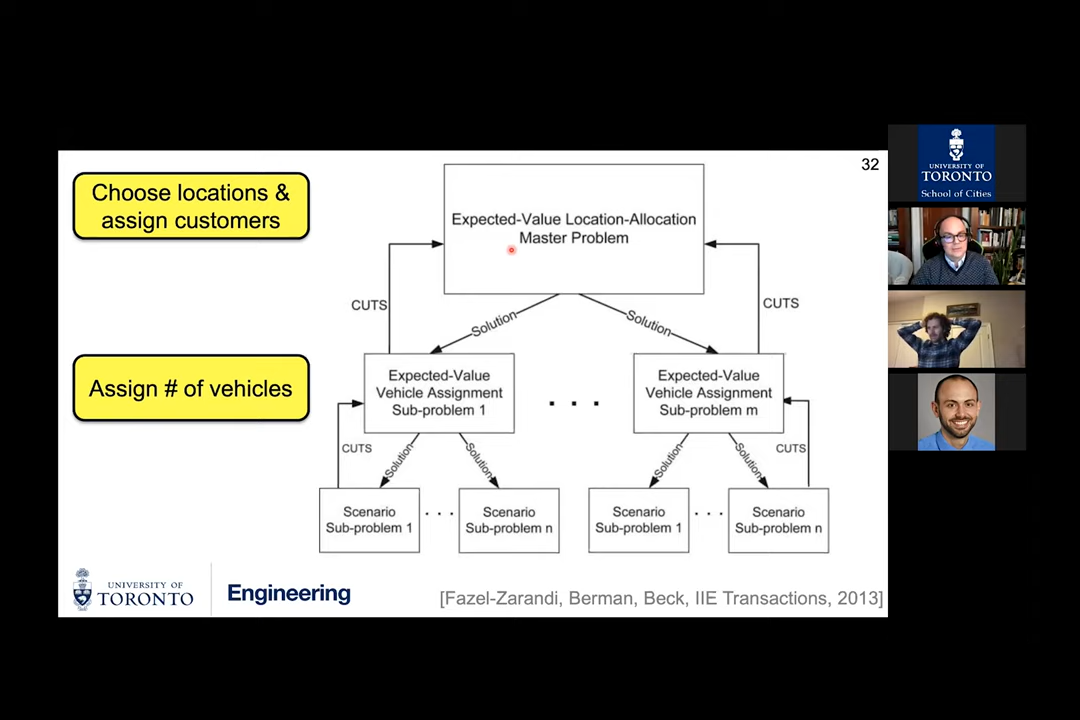 32
Choose locations &
assign customers
Expected-Value Location-Allocation
Master Problem
CUTS
Solution
Solution
CUTS
Assign # of vehicles
Expected-Value
Vehicle Assignment
Sub-problem 1
. . .
Expected-Value
Vehicle Assignment
Sub-problem m
CUTS
Solution
Solution
Solution
Solution
CUTS
Scenario
Sub-problem 1
. . .
Scenario
Sub-problem n
Scenario
Sub-problem 1
. . .
Scenario
Sub-problem n
UNIVERSITY OF
TORONTO
Engineering
[Fazel-Zarandi, Berman, Beck, IIE Transactions, 2013]
UNIVERSITY OF
TORONTO
School of Cities